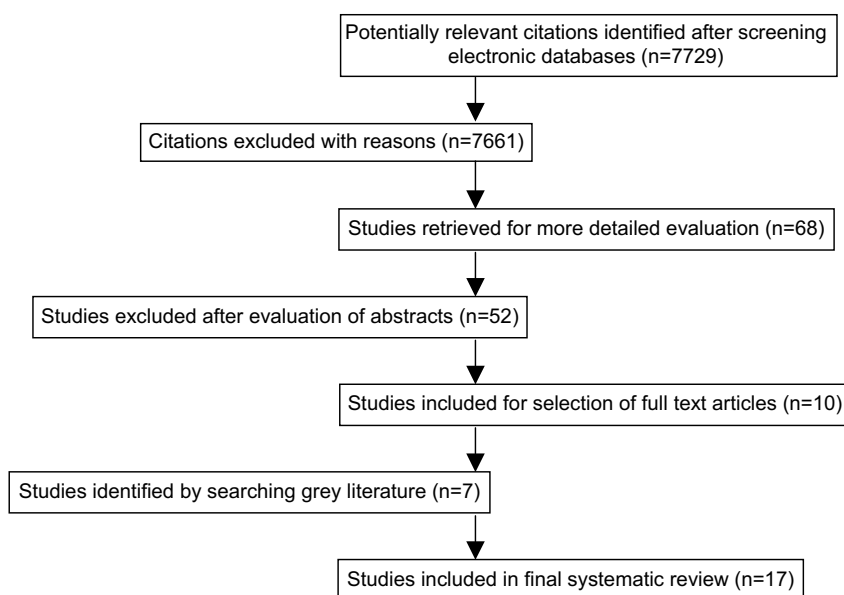 Potentially relevant citations identified after screening
electronic databases (n=7729)
Citations excluded with reasons (n=7661)
Studies retrieved for more detailed evaluation (n=68)
Studies excluded after evaluation of abstracts (n=52)
Studies included for selection of full text articles (n=10)
Studies identified by searching grey literature (n=7)
Studies included in final systematic review (n=17)